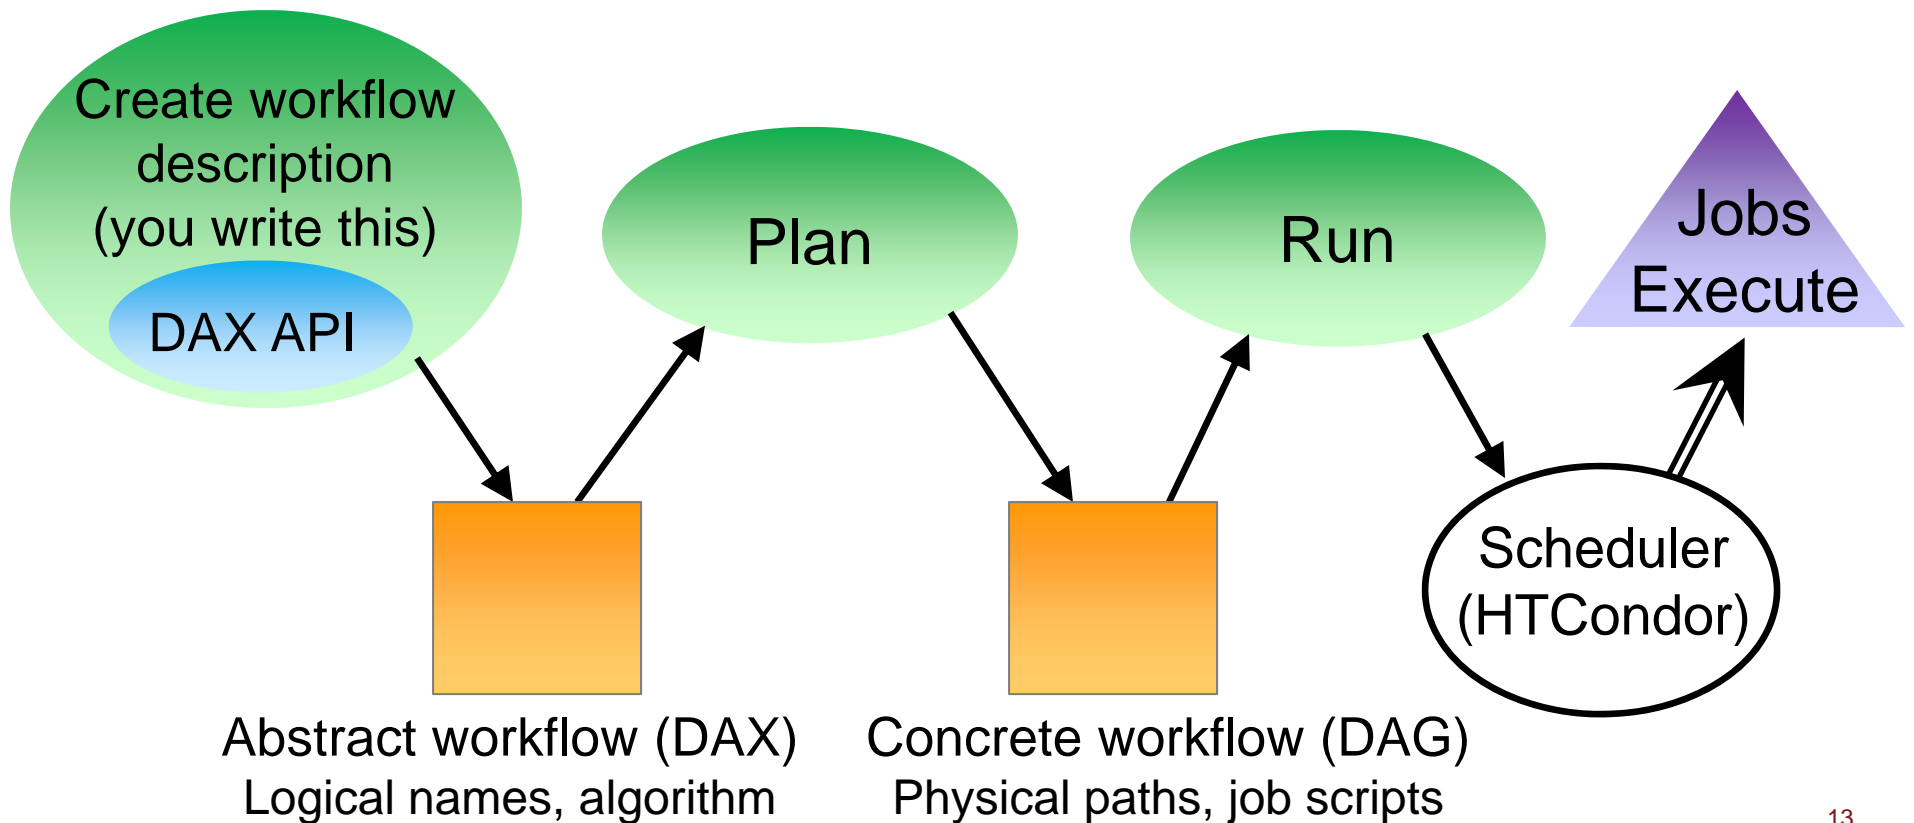 Create workflow
description
(you write this)
DAX API
Plan
Run
Jobs
Execute
Scheduler
(HTCondor)
Abstract workflow (DAX)
Logical names, algorithm
Concrete workflow (DAG)
Physical paths, job scripts
13